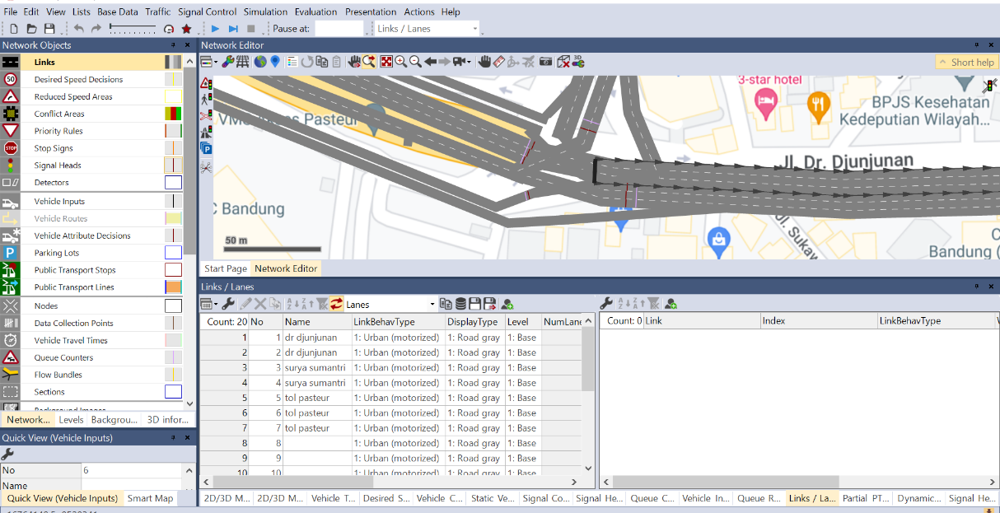 File Edit View Lists Base Data Traffic Signal Control Simulation Evaluation Presentation Actions Help
Pause at: Links / Lanes
Network Objects
Links
50 Desired Speed Decisions
Reduced Speed Areas
Conflict Areas
Priority Rules
STOP Stop Signs
Signal Heads
Detectors
Vehicle Inputs
Vehicle Routes
Vehicle Attribute Decisions
P Parking Lots
Public Transport Stops
Public Transport Lines
Nodes
Data Collection Points
Vehicle Travel Times
Queue Counters
Flow Bundles
Sections
Background Images
Network... Levels Backgrou... 3D infor...
Quick View (Vehicle Inputs)
No 6
Name
Quick View (Vehicle Inputs) Smart Map
Network Editor
3D
Short help
P
3-star hotel
BPJS Kesehatan
Kedeputian Wilayah...
Pasteur
Jl. Dr. Djunjunan
C Bandung
Jl. Sukaw
C
Bandung (
50 m
Start Page Network Editor
Links / Lanes
Lanes
Count: 20 No Name LinkBehavType DisplayType Level NumLane
1 1 dr djunjunan 1: Urban (motorized) 1: Road gray 1: Base
2 2 dr djunjunan 1: Urban (motorized) 1: Road gray 1: Base
3 3 surya sumantri 1: Urban (motorized) 1: Road gray 1: Base
4 4 surya sumantri 1: Urban (motorized) 1: Road gray 1: Base
5 5 tol pasteur 1: Urban (motorized) 1: Road gray 1: Base
6 6 tol pasteur 1: Urban (motorized) 1: Road gray 1: Base
7 7 tol pasteur 1: Urban (motorized) 1: Road gray 1: Base
8 8 1: Urban (motorized) 1: Road gray 1: Base
9 9 1: Urban (motorized) 1: Road gray 1: Base
10 10 1: Urban (motorized) 1: Road gray 1: Base
Count: 0 Link Index LinkBehavType
2D/3D M... 2D/3D M... Vehicle T... Desired S... Vehicle C... Static Ve... Signal Co... Signal He... Queue C... Vehicle In... Queue R... Links / La... Partial PT... Dynamic... Signal He...